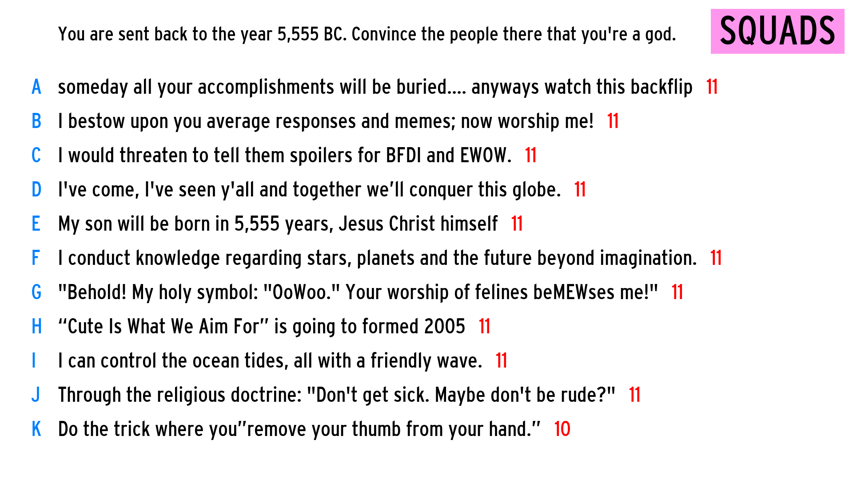 You are sent back to the year 5,555 BC. Convince the people there that you're a god.
SQUADS
A someday all your accomplishments will be buried.... anyways watch this backflip 11
B I bestow upon you average responses and memes; now worship me! 11
C I would threaten to tell them spoilers for BFDI and EWOW. 11
D I've come, I've seen y'all and together we’ll conquer this globe. 11
E My son will be born in 5,555 years, Jesus Christ himself 11
F I conduct knowledge regarding stars, planets and the future beyond imagination. 11
G "Behold! My holy symbol: "OoWoo." Your worship of felines beMEWses me!" 11
H “Cute Is What We Aim For” is going to formed 2005 11
I I can control the ocean tides, all with a friendly wave. 11
J Through the religious doctrine: "Don't get sick. Maybe don't be rude?" 11
K Do the trick where you”remove your thumb from your hand.” 10